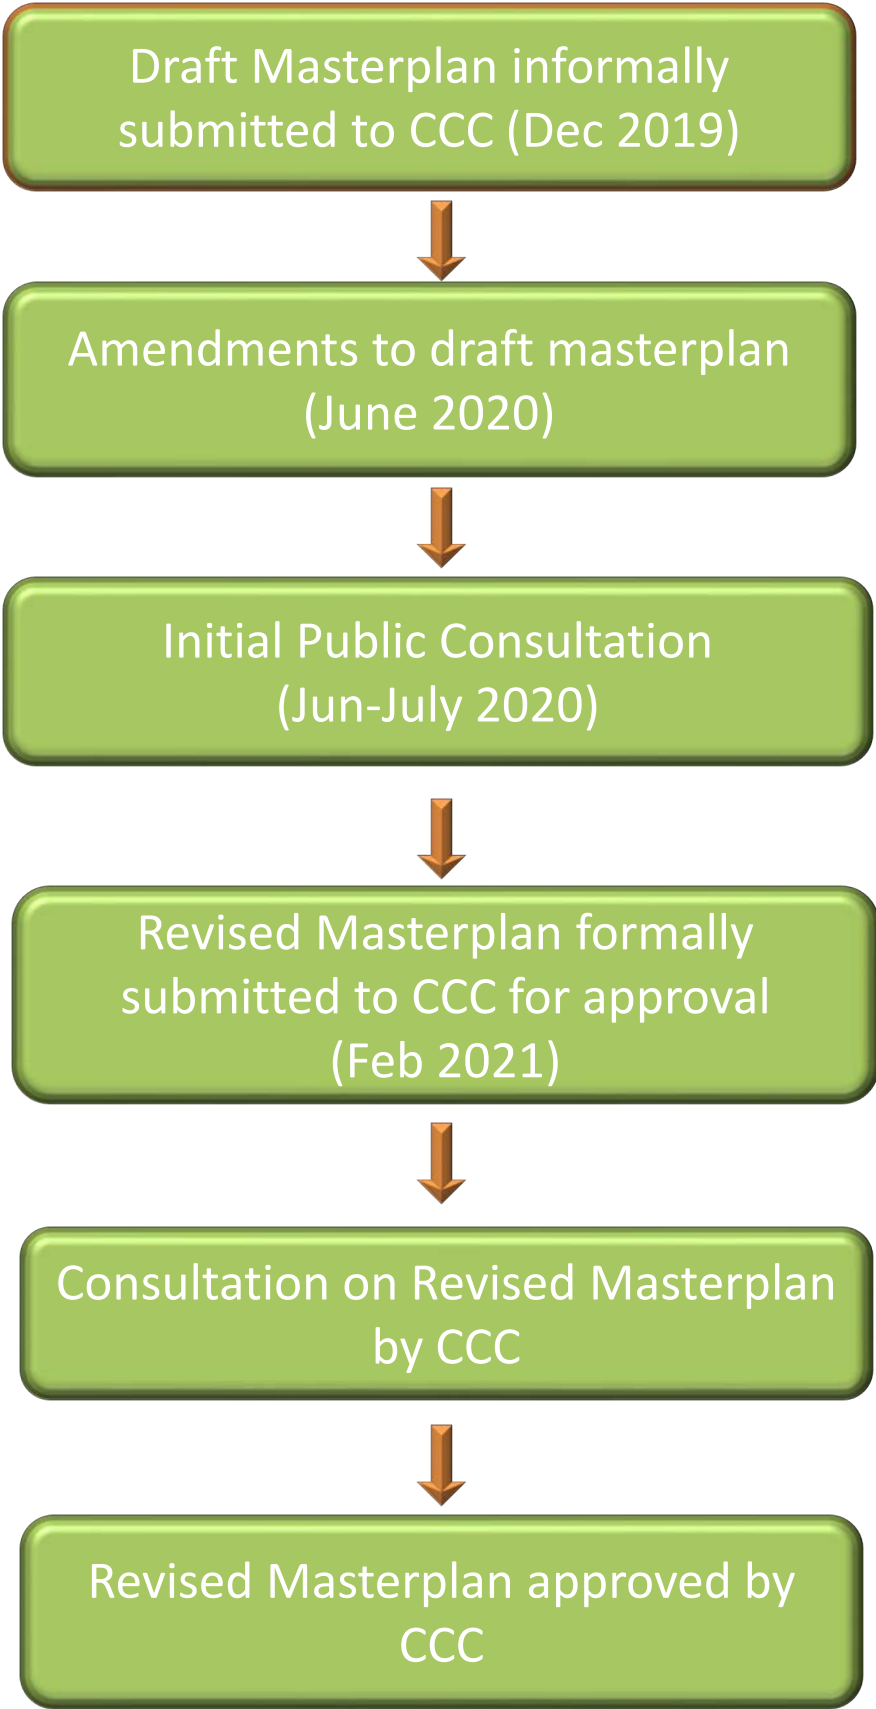 Draft Masterplan informally
submitted to CCC (Dec 2019)
Amendments to draft masterplan
(June 2020)
Initial Public Consultation
(Jun-July 2020)
Revised Masterplan formally
submitted to CCC for approval
(Feb 2021)
Consultation on Revised Masterplan
by CCC
Revised Masterplan approved by
CCC